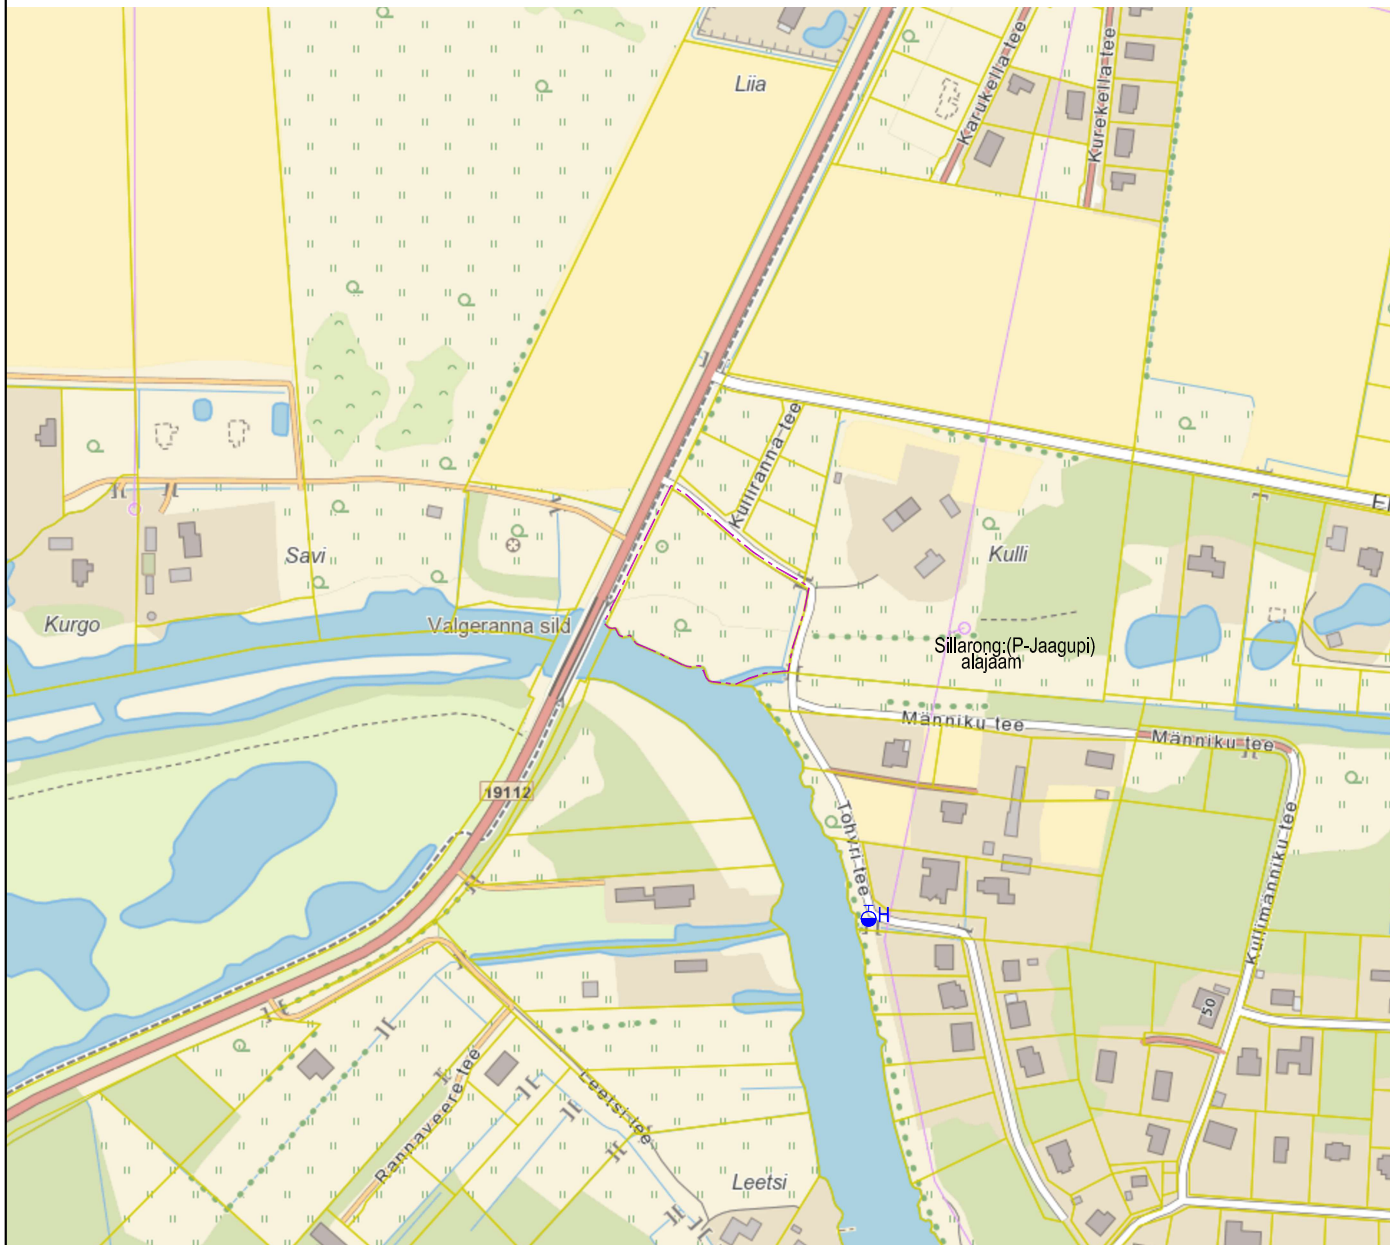 Liia
Karukella tee
Kurekella tee
Kulliranna tee
Savi
Kulli
Kurgo
Valgeranna sild
Sillarong:(P-Jaagupi)
alajaam
Männiku tee
Männiku tee
19112
Tohvri tee
Kullimänniku tee
H
50
Rannaveere tee
Leetsi tee
Leetsi